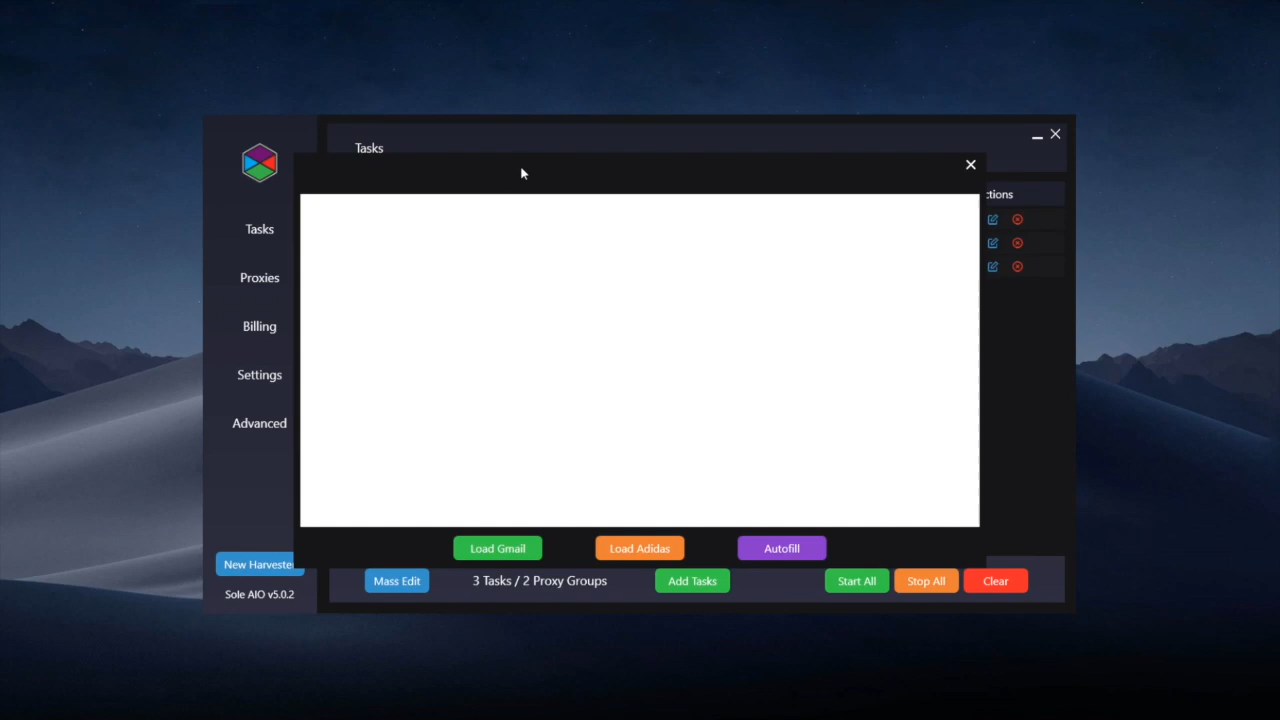 Tasks
ctions
Tasks
Proxies
Billing
Settings
Advanced
Load Gmail
Load Adidas
Autofill
New Harveste
Mass Edit
3 Tasks / 2 Proxy Groups
Add Tasks
Start All
Stop All
Clear
Sole AIO v5.0.2